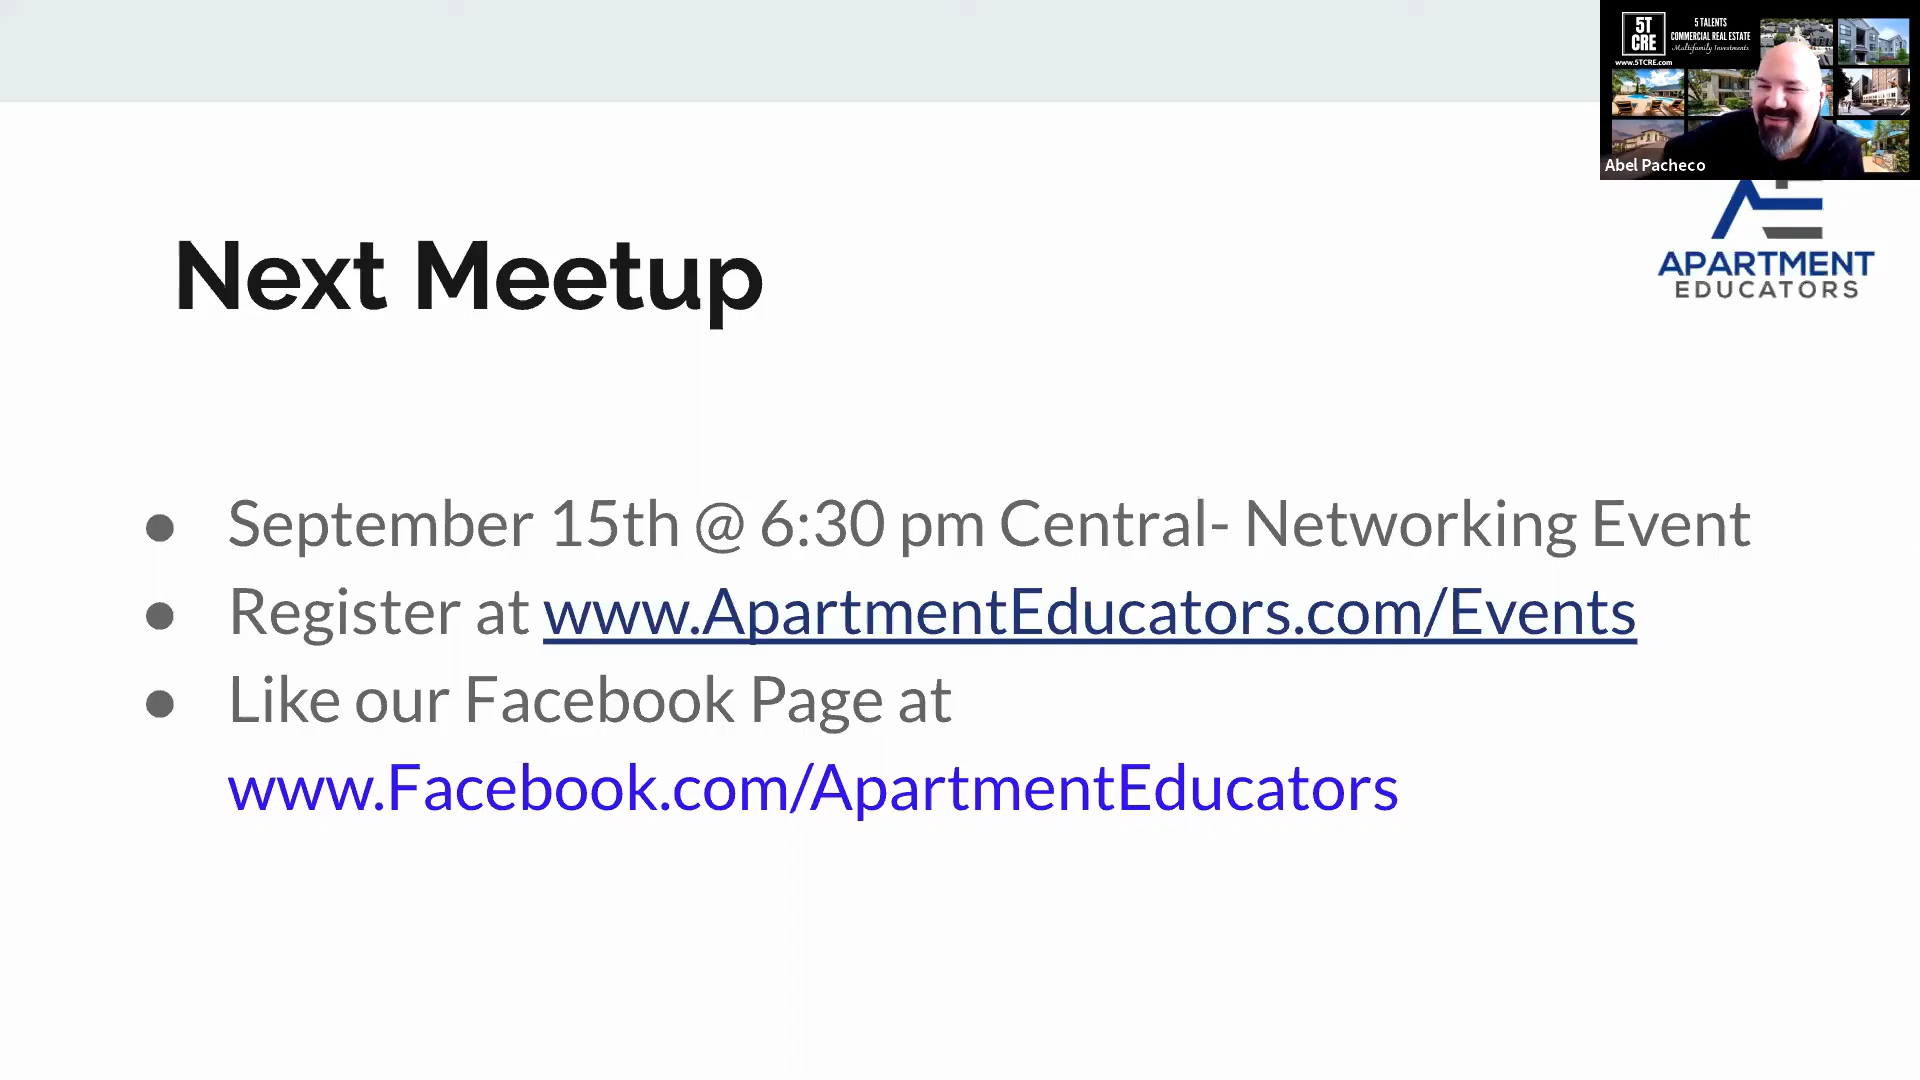 5T
CRE
www.5TCRE.com
5 TALENTS
COMMERCIAL REAL ESTATE
Multifamily Investments
Abel Pacheco
APARTMENT
EDUCATORS
Next Meetup
● September 15th @ 6:30 pm Central- Networking Event
● Register at www.ApartmentEducators.com/Events
● Like our Facebook Page at
www.Facebook.com/ApartmentEducators